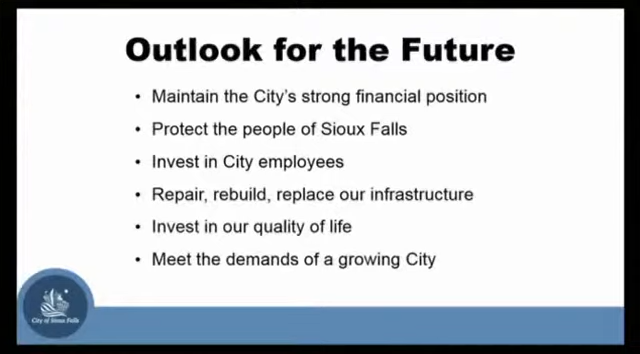 Outlook for the Future
• Maintain the City's strong financial position
• Protect the people of Sioux Falls
• Invest in City employees
• Repair, rebuild, replace our infrastructure
• Invest in our quality of life
• Meet the demands of a growing City
City of Sioux Falls